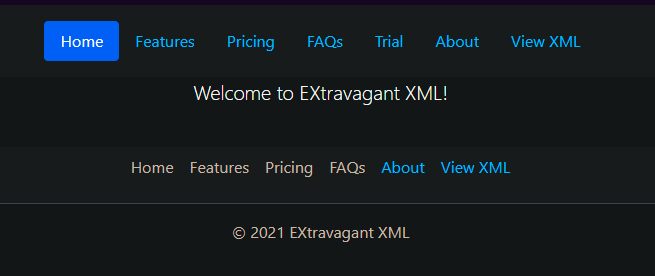 Home Features Pricing FAQs Trial About View XML
Welcome to EXtravagant XML!
Home Features Pricing FAQs About View XML
© 2021 EXtravagant XML